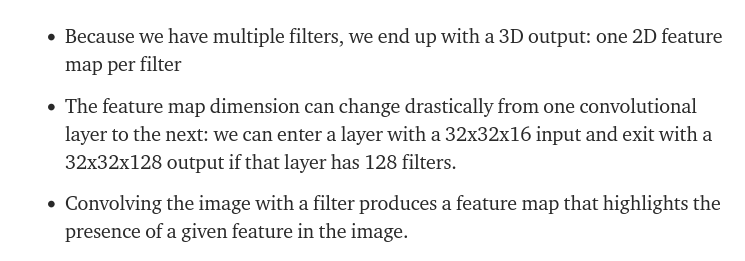 • Because we have multiple filters, we end up with a 3D output: one 2D feature
map per filter
• The feature map dimension can change drastically from one convolutional
layer to the next: we can enter a layer with a 32x32x16 input and exit with a
32x32x128 output if that layer has 128 filters.
• Convolving the image with a filter produces a feature map that highlights the
presence of a given feature in the image.